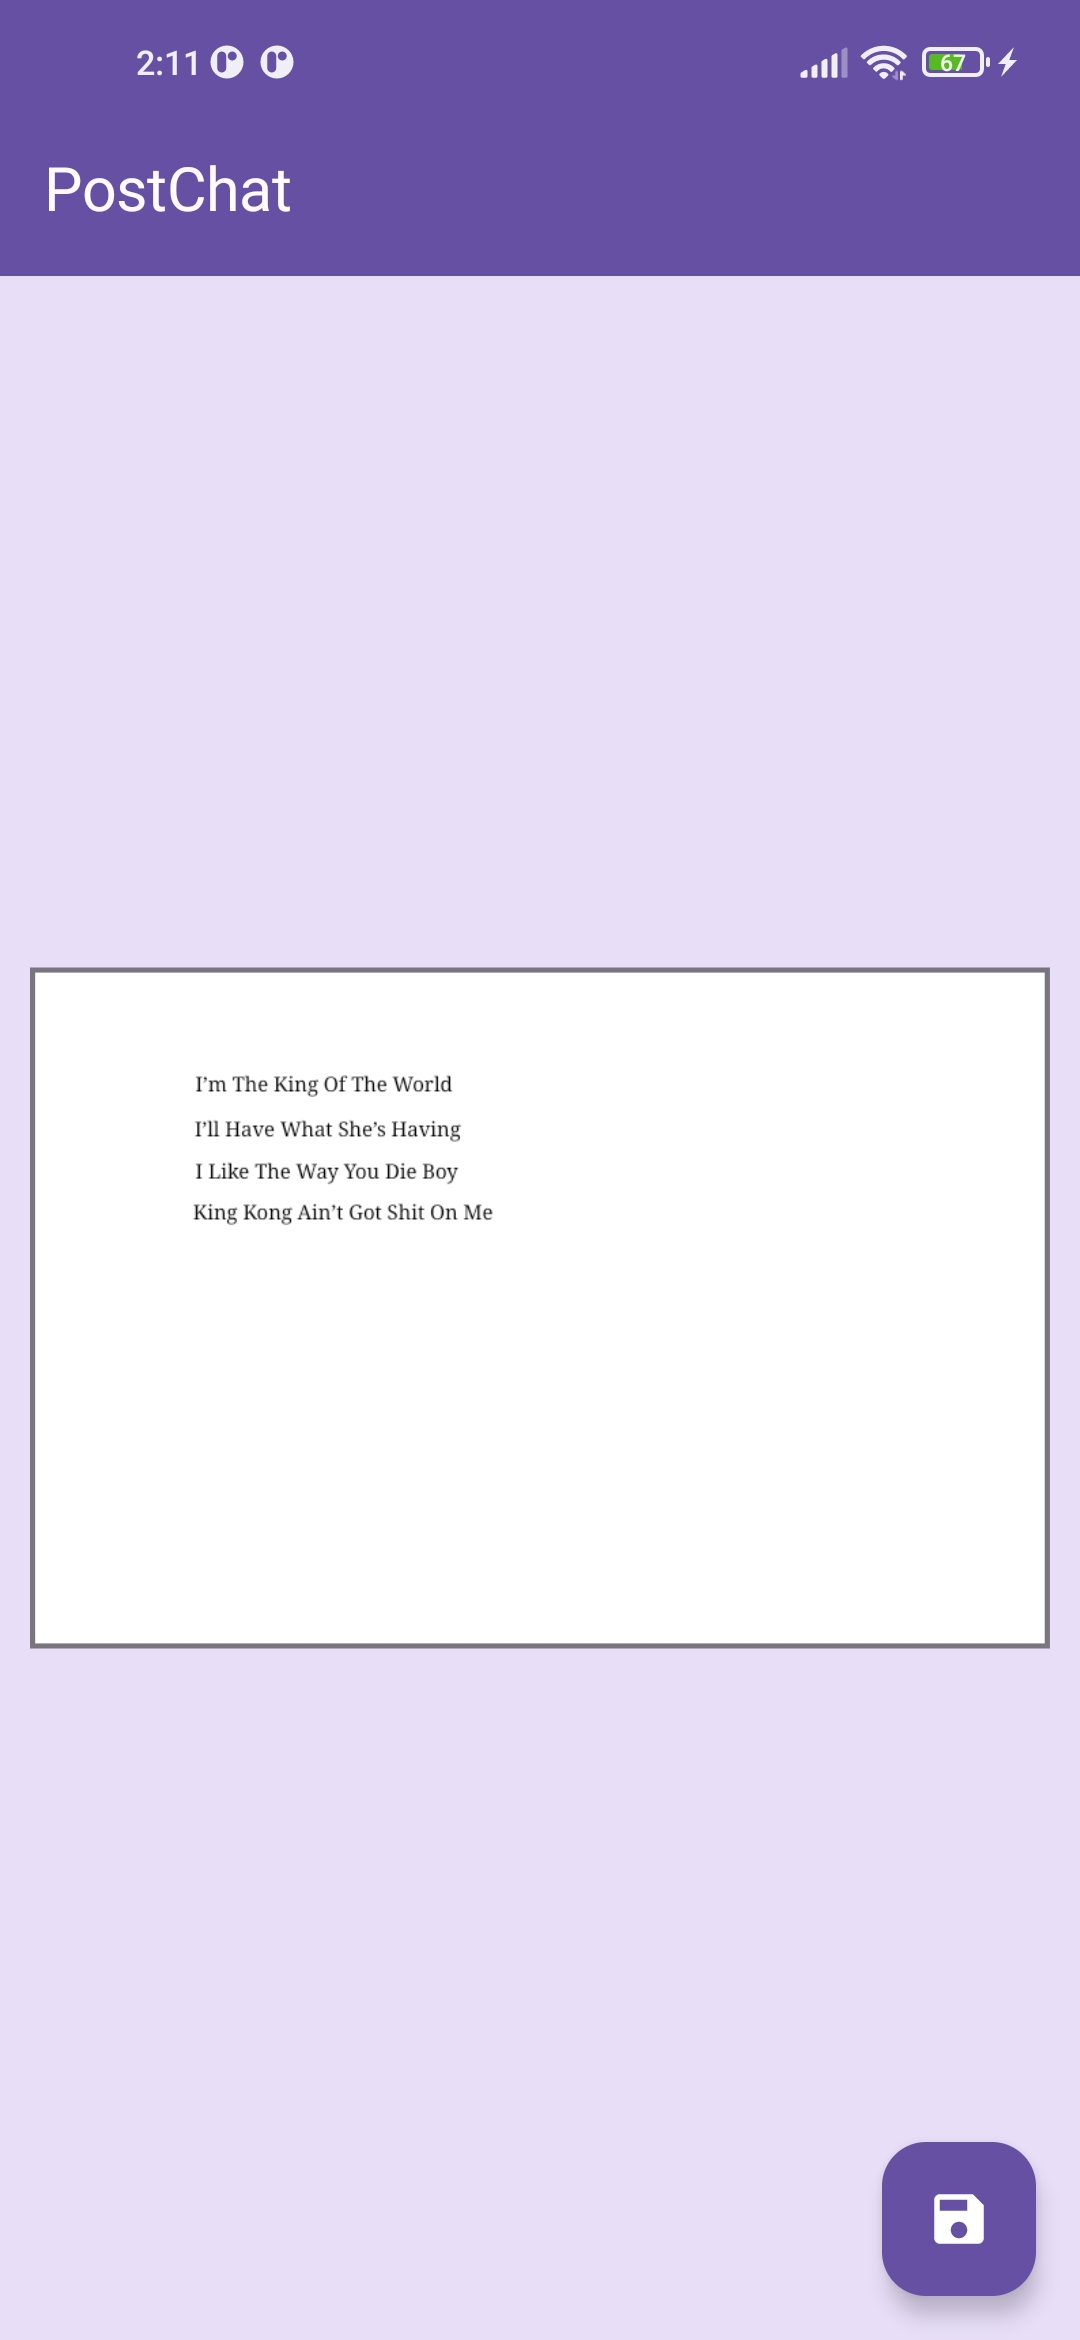 2:11
67
PostChat
I’m The King Of The World
I’ll Have What She’s Having
I Like The Way You Die Boy
King Kong Ain’t Got Shit On Me